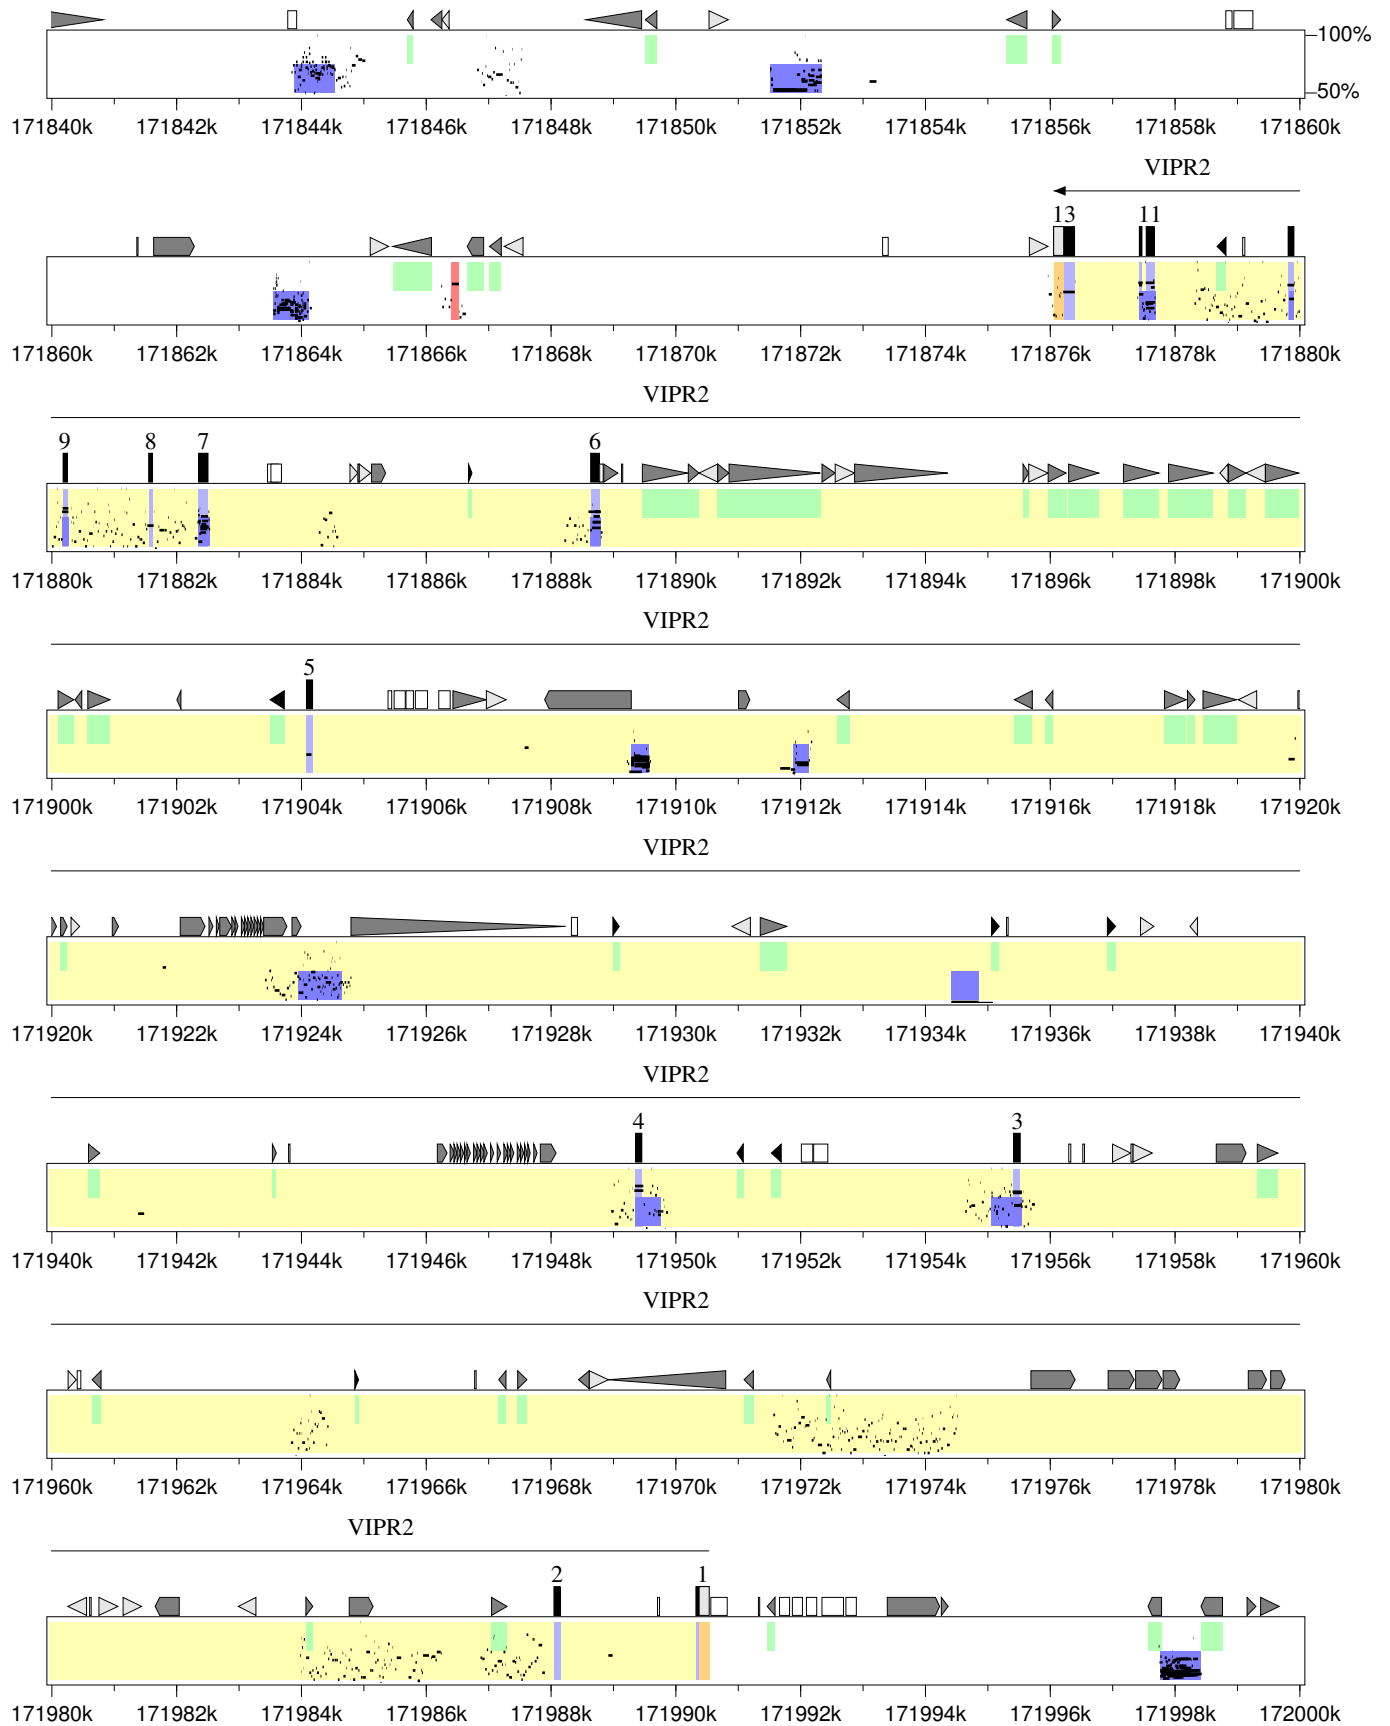 100%
50%
171840k 171842k 171844k 171846k 171848k 171850k 171852k 171854k 171856k 171858k 171860k
VIPR2
13 11
171860k 171862k 171864k 171866k 171868k 171870k 171872k 171874k 171876k 171878k 171880k
VIPR2
9 8 7 6
171880k 171882k 171884k 171886k 171888k 171890k 171892k 171894k 171896k 171898k 171900k
VIPR2
5
171900k 171902k 171904k 171906k 171908k 171910k 171912k 171914k 171916k 171918k 171920k
VIPR2
171920k 171922k 171924k 171926k 171928k 171930k 171932k 171934k 171936k 171938k 171940k
VIPR2
4 3
171940k 171942k 171944k 171946k 171948k 171950k 171952k 171954k 171956k 171958k 171960k
VIPR2
171960k 171962k 171964k 171966k 171968k 171970k 171972k 171974k 171976k 171978k 171980k
VIPR2
2 1
171980k 171982k 171984k 171986k 171988k 171990k 171992k 171994k 171996k 171998k 172000k